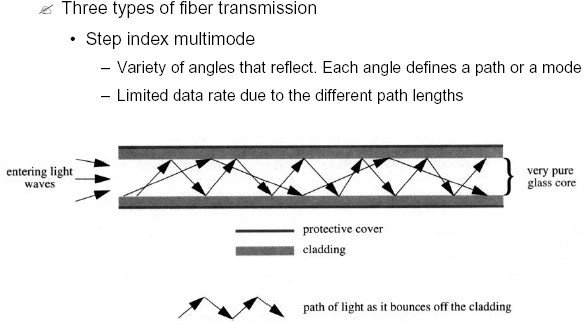 Three types of fiber transmission
• Step index multimode
– Variety of angles that reflect. Each angle defines a path or a mode
– Limited data rate due to the different path lengths
entering light
waves
very pure
glass core
protective cover
cladding
path of light as it bounces off the cladding